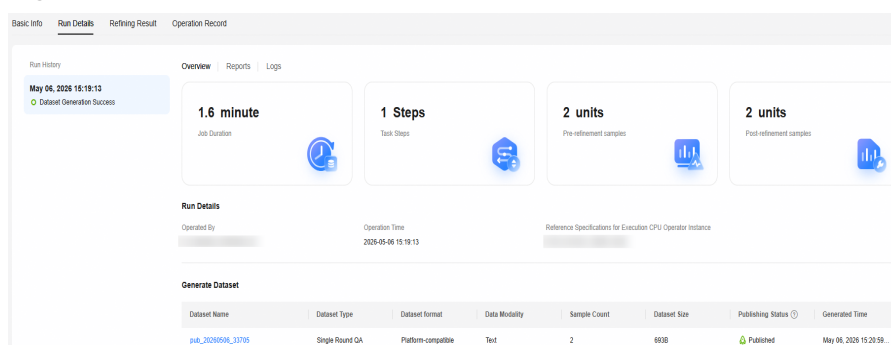 Basic Info Run Details Refining Result Operation Record
Run History
May 06, 2026 15:19:13
Dataset Generation Success
Overview Reports Logs
1.6 minute
Job Duration
1 Steps
Task Steps
2 units
Pre-refinement samples
2 units
Post-refinement samples
Run Details
Operated By Operation Time Reference Specifications for Execution CPU Operator Instance
2026-05-06 15:19:13
Generate Dataset
Dataset Name Dataset Type Dataset format Data Modality Sample Count Dataset Size Publishing Status Generated Time
pub_20260506_33705 Single Round QA Platform-compatible Text 2 693B Published May 06, 2026 15:20:59...